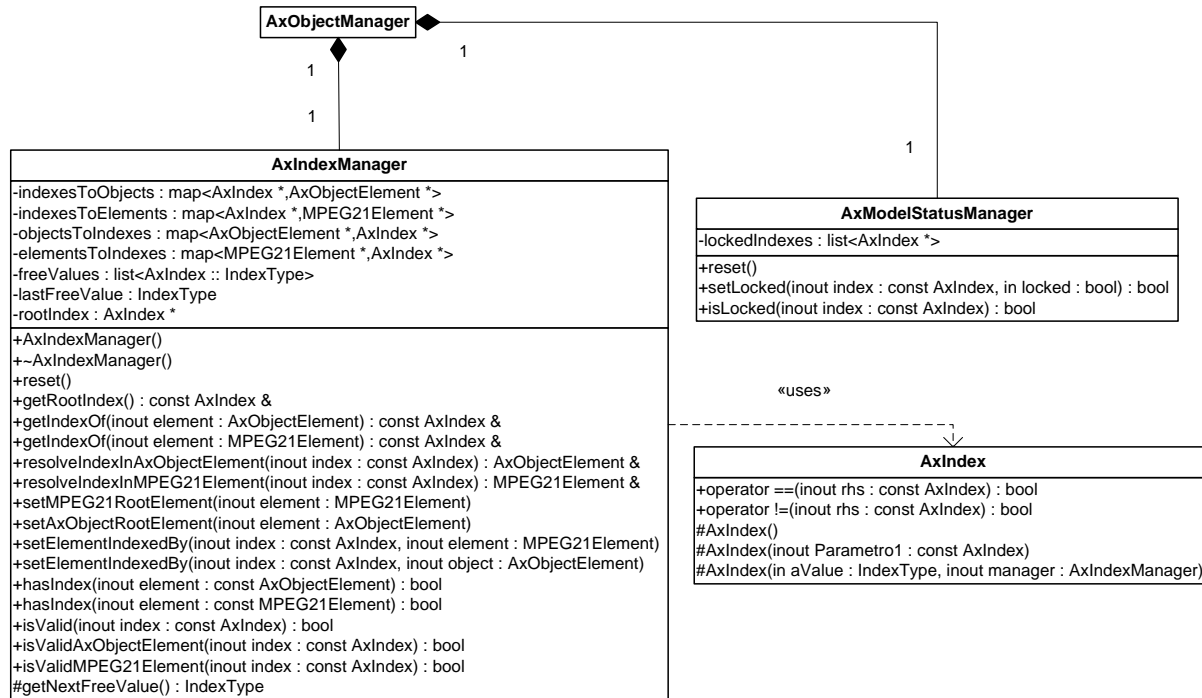 AxObjectManager
1
1
1
1
AxIndexManager
-indexesToObjects : map<AxIndex *,AxObjectElement *>
-indexesToElements : map<AxIndex *,MPEG21Element *>
-objectsToIndexes : map<AxObjectElement *,AxIndex *>
-elementsToIndexes : map<MPEG21Element *,AxIndex *>
-freeValues : list<AxIndex :: IndexType>
-lastFreeValue : IndexType
-rootIndex : AxIndex *
+AxIndexManager()
+~AxIndexManager()
+reset()
+getRootIndex() : const AxIndex &
+getIndexOf(inout element : AxObjectElement) : const AxIndex &
+getIndexOf(inout element : MPEG21Element) : const AxIndex &
+resolveIndexInAxObjectElement(inout index : const AxIndex) : AxObjectElement &
+resolveIndexInMPEG21Element(inout index : const AxIndex) : MPEG21Element &
+setMPEG21RootElement(inout element : MPEG21Element)
+setAxObjectRootElement(inout element : AxObjectElement)
+setElementIndexedBy(inout index : const AxIndex, inout element : MPEG21Element)
+setElementIndexedBy(inout index : const AxIndex, inout object : AxObjectElement)
+hasIndex(inout element : const AxObjectElement) : bool
+hasIndex(inout element : const MPEG21Element) : bool
+isValid(inout index : const AxIndex) : bool
+isValidAxObjectElement(inout index : const AxIndex) : bool
+isValidMPEG21Element(inout index : const AxIndex) : bool
#getNextFreeValue() : IndexType
AxModelStatusManager
-lockedIndexes : list<AxIndex *>
+reset()
+setLocked(inout index : const AxIndex, in locked : bool) : bool
+isLocked(inout index : const AxIndex) : bool
«uses»
AxIndex
+operator ==(inout rhs : const AxIndex) : bool
+operator !=(inout rhs : const AxIndex) : bool
#AxIndex()
#AxIndex(inout Parametro1 : const AxIndex)
#AxIndex(in aValue : IndexType, inout manager : AxIndexManager)